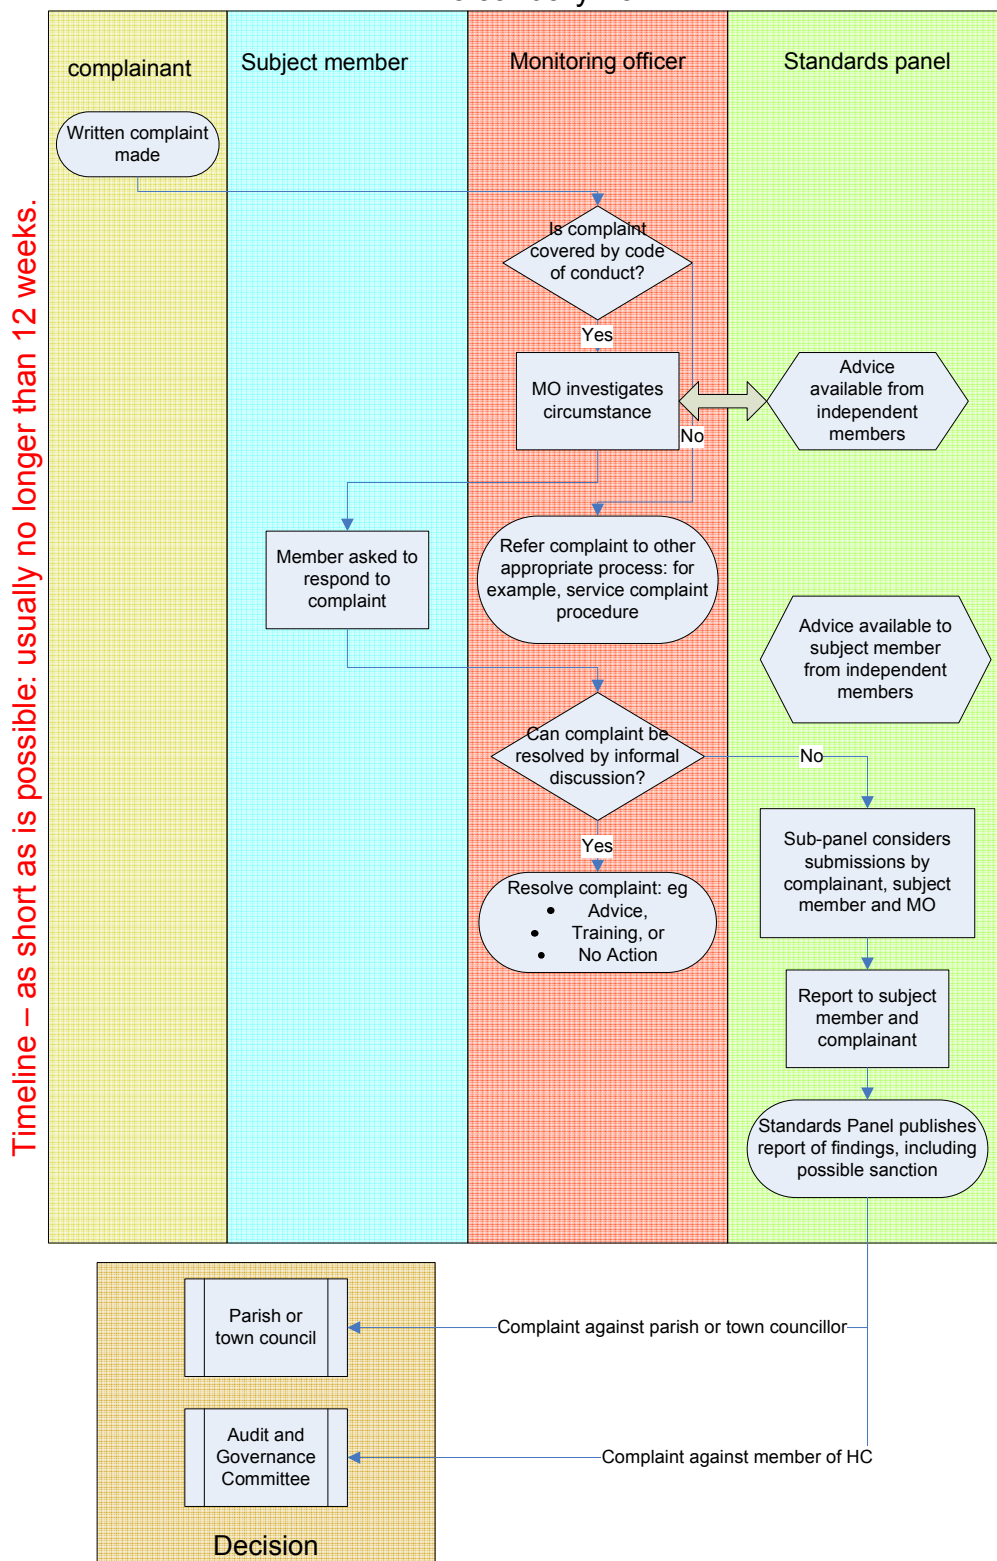 complainant
Subject member
Monitoring officer
Standards panel
Timeline – as short as is possible: usually no longer than 12 weeks.
Written complaint
made
Is complaint
covered by code
of conduct?
Yes
MO investigates
circumstance
Advice
available from
independent
members
No
Member asked to
respond to
complaint
Refer complaint to other
appropriate process: for
example, service complaint
procedure
Advice available to
subject member
from independent
members
Can complaint be
resolved by informal
discussion?
No
Yes
Sub-panel considers
submissions by
complainant, subject
member and MO
Resolve complaint: eg
• Advice,
• Training, or
• No Action
Report to subject
member and
complainant
Standards Panel publishes
report of findings, including
possible sanction
Parish or
town council
Complaint against parish or town councillor
Audit and
Governance
Committee
Complaint against member of HC
Decision